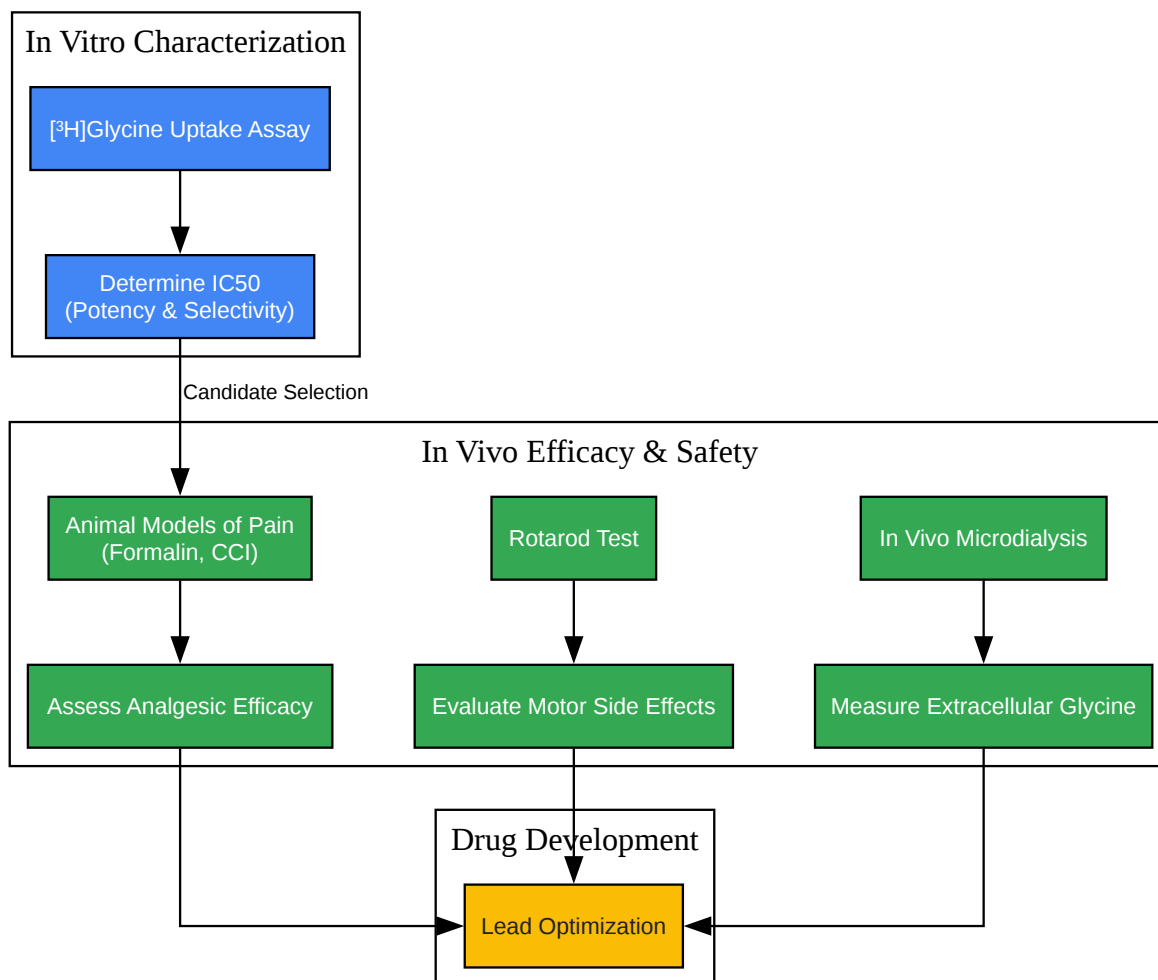 In Vitro Characterization
[³H]Glycine Uptake Assay
Determine IC50
(Potency & Selectivity)
Candidate Selection
In Vivo Efficacy & Safety
Animal Models of Pain
(Formalin, CCI)
Rotarod Test
In Vivo Microdialysis
Assess Analgesic Efficacy
Evaluate Motor Side Effects
Measure Extracellular Glycine
Drug Development
Lead Optimization